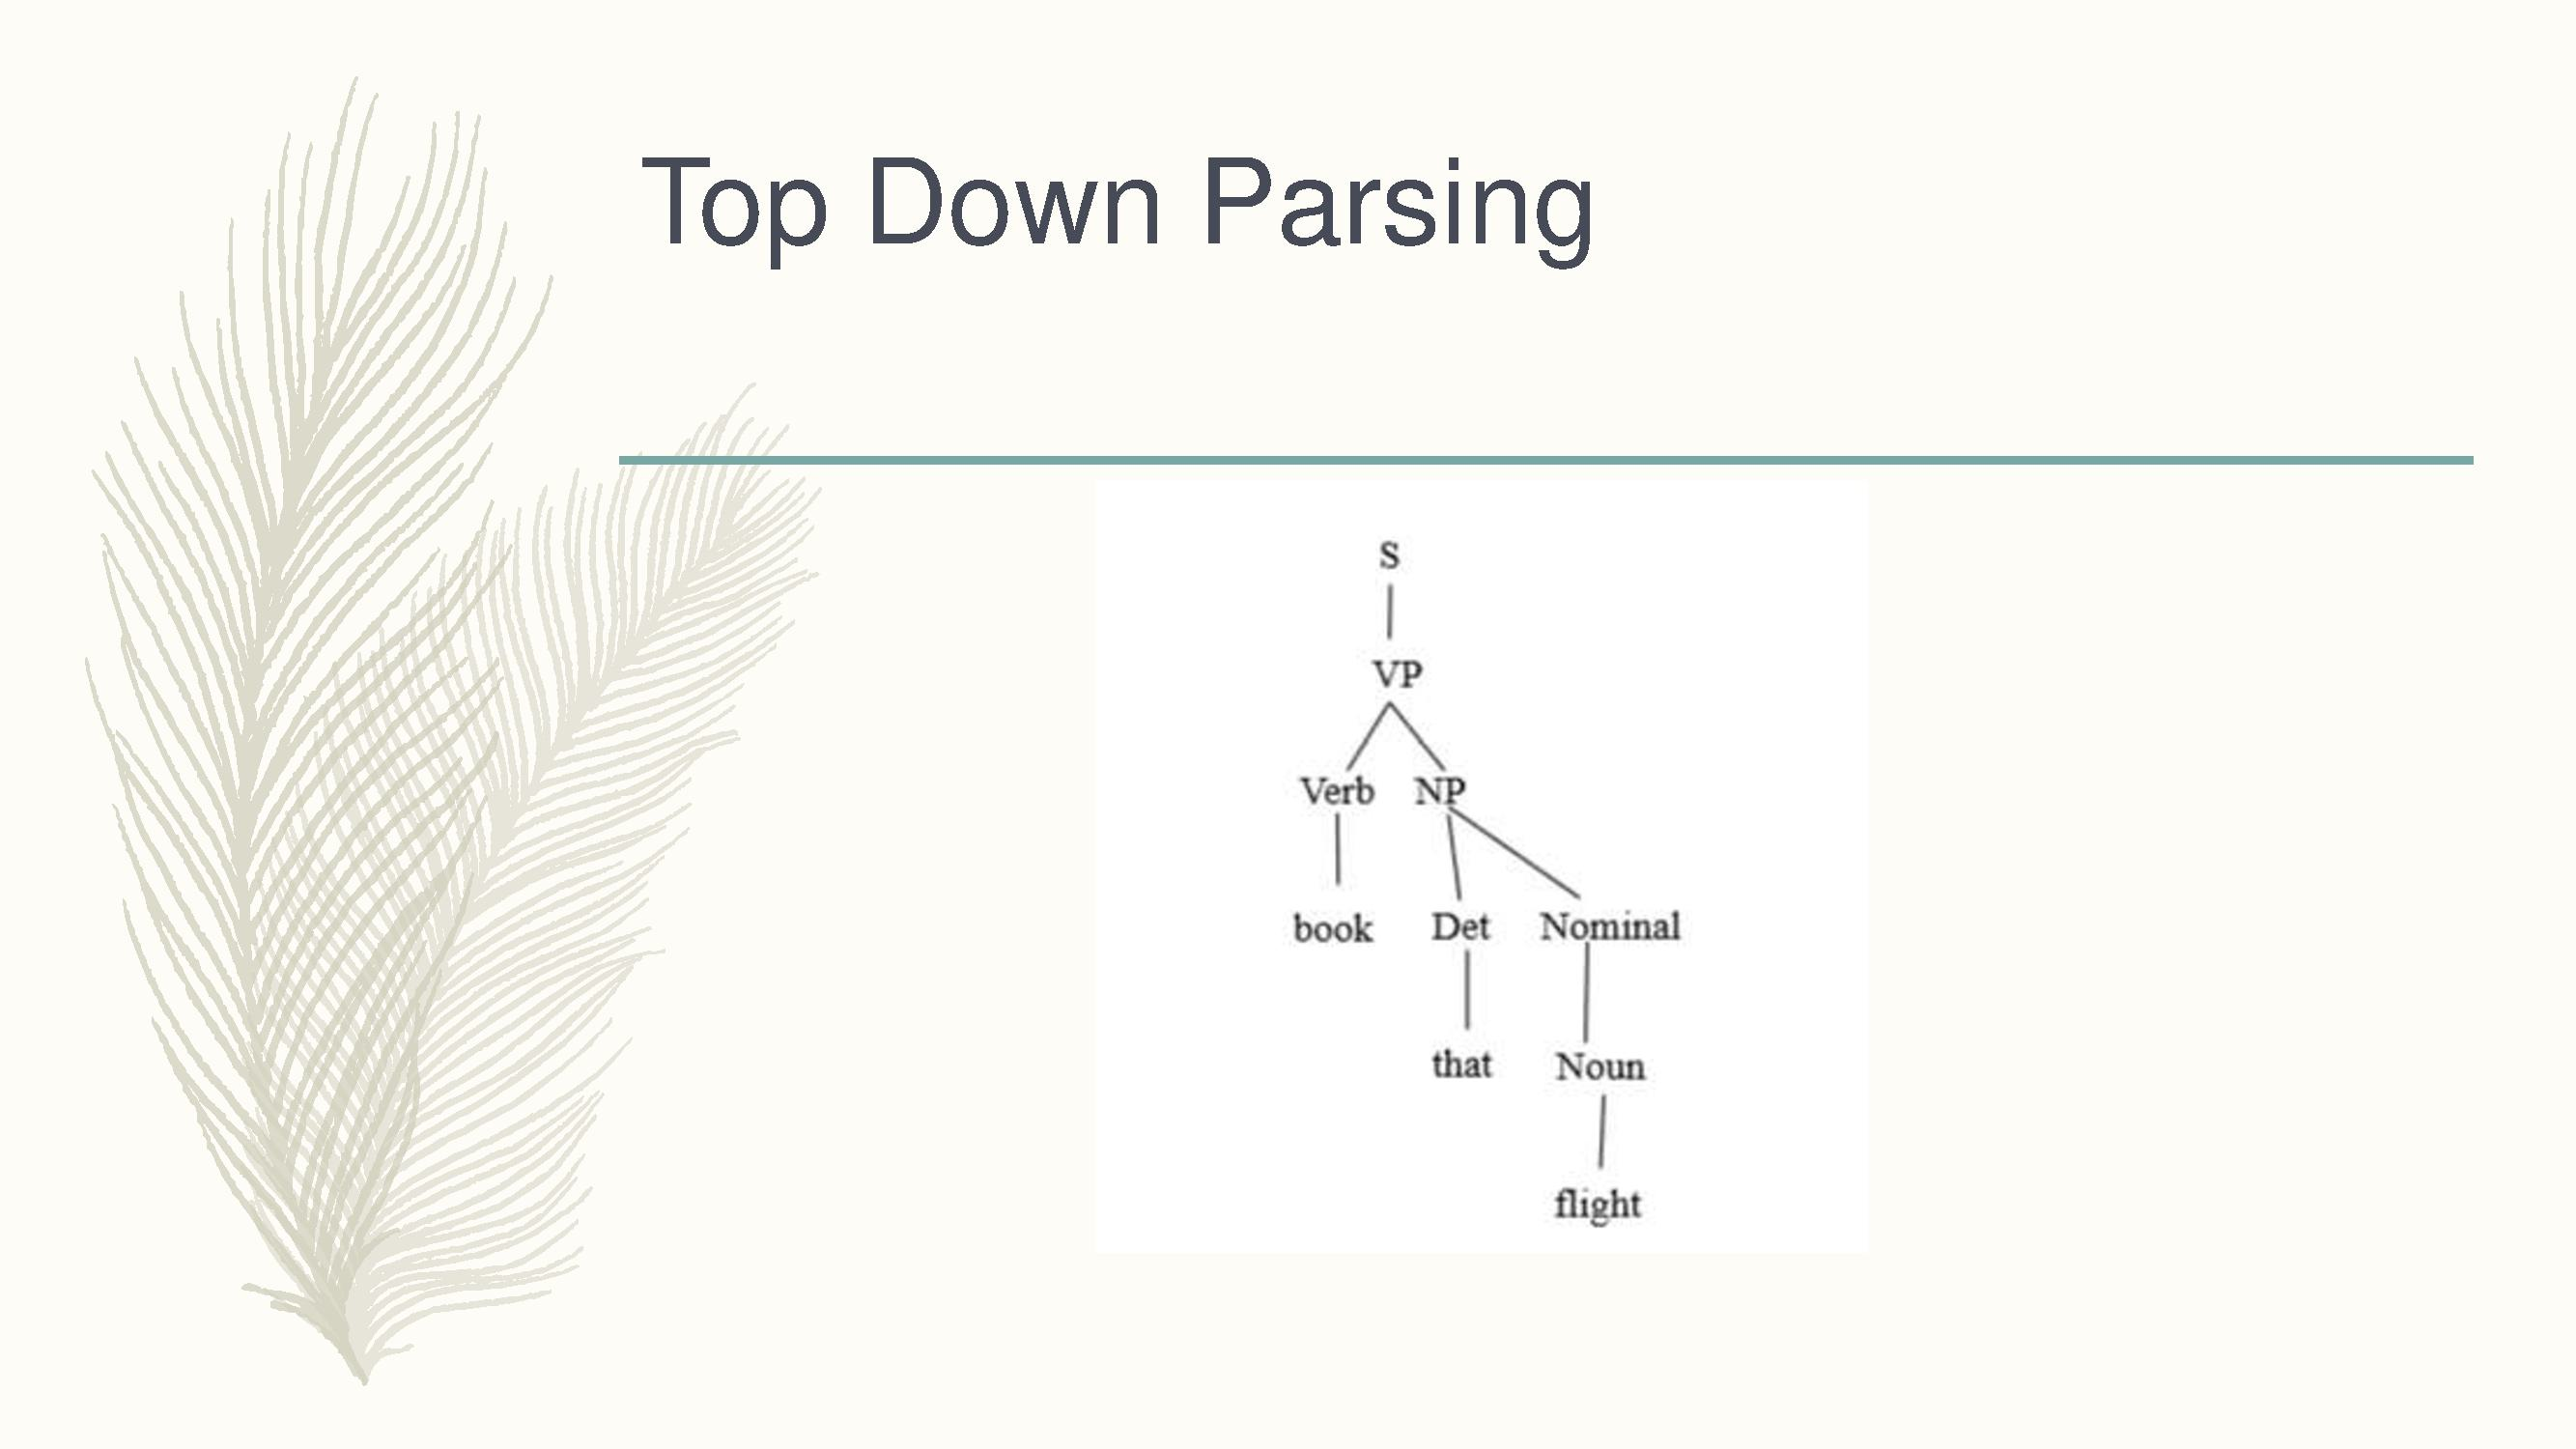 Top Down Parsing
S
VP
Verb NP
book Det Nominal
that Noun
flight